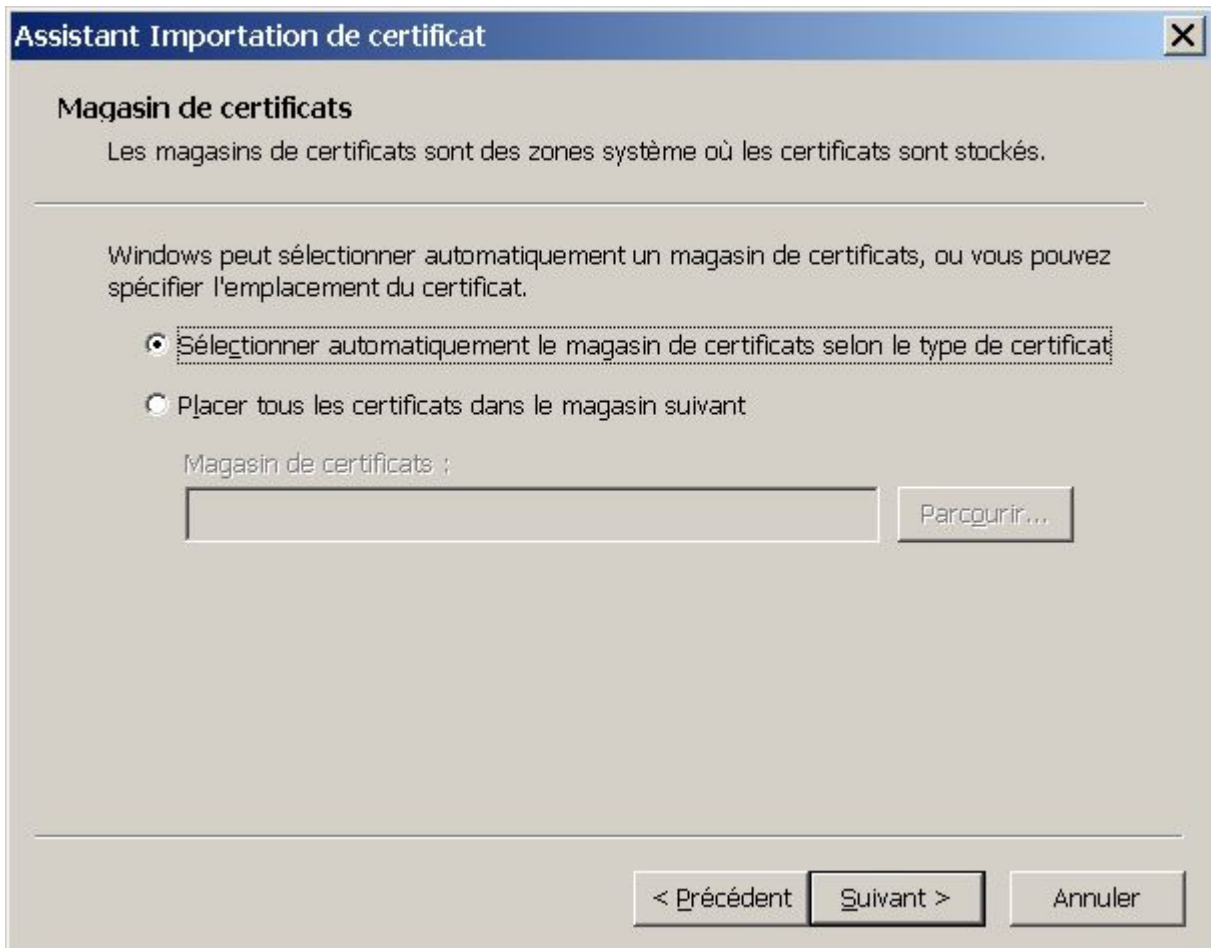 Assistant Importation de certificat
Magasin de certificats
Les magasins de certificats sont des zones système où les certificats sont stockés.
Windows peut sélectionner automatiquement un magasin de certificats, ou vous pouvez
spécifier l'emplacement du certificat.
Sélectionner automatiquement le magasin de certificats selon le type de certificat
Placer tous les certificats dans le magasin suivant
Magasin de certificats :
Parcourir...
< Précédent
Suivant >
Annuler